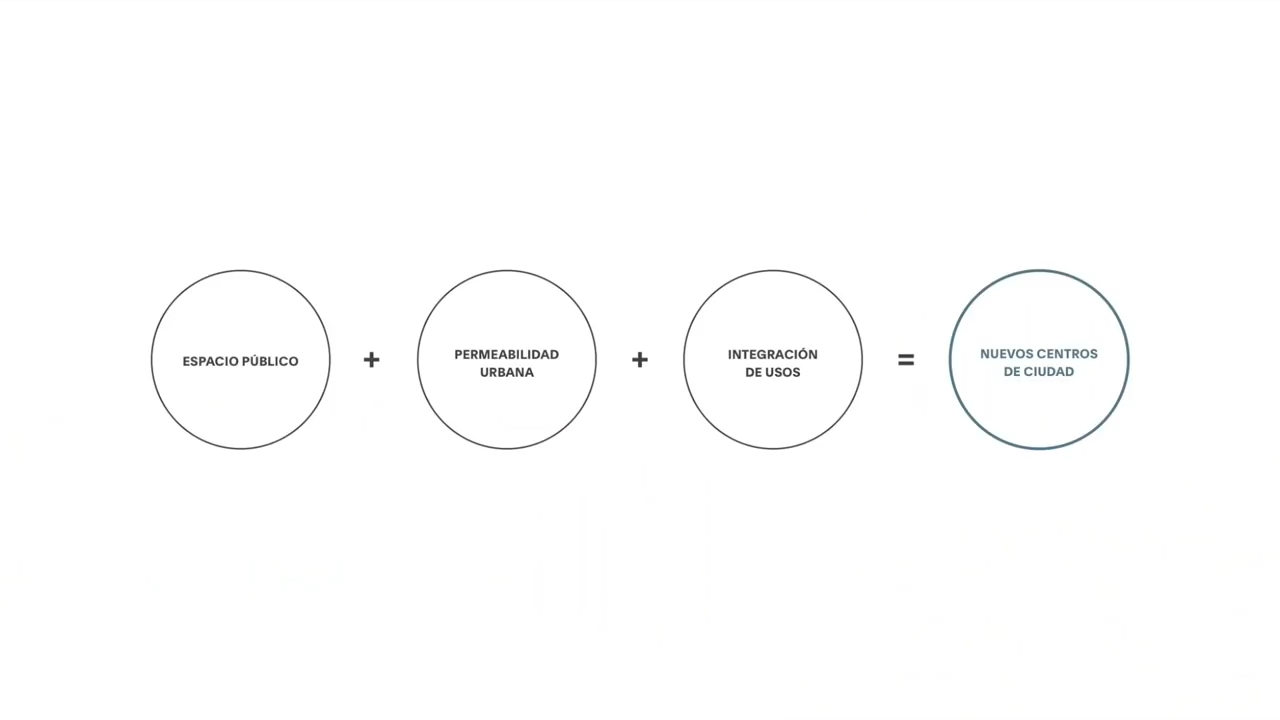 ESPACIO PÚBLICO
+
PERMEABILIDAD
URBANA
+
INTEGRACIÓN
DE USOS
=
NUEVOS CENTROS
DE CIUDAD